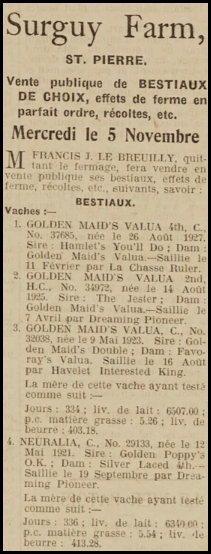 Surguy Farm,
ST. PIERRE.
Vente publique de BESTIAUX
DE CHOIX, effets de ferme en
parfait ordre, récoltes, etc.
Mercredi le 5 Novembre
M FRANCIS J. LE BREUILLY, quit-
tant le fermage, fera vendre en
vente publique ses bestiaux, effets de
ferme, récoltes, etc., suivants, savoir:
BESTIAUX.
Vaches :—
1. GOLDEN MAID'S VALUA 4th, C.,
No. 37685, née le 26 Août 1927.
Sire : Hamlet's You'll Do ; Dam :
Golden Maid's Valua.—Saillie le
11 Février par La Chasse Ruler.
2. GOLDEN MAID'S VALUA 2nd,
H.C., No. 34972, née le 14 Août
1925. Sire : The Jester ; Dam :
Golden Maid's Valua.—Saillie le
7 Avril par Dreaming Pioneer.
3. GOLDEN MAID'S VALUA, C., No.
32038, née le 9 Mai 1923. Sire : Gol-
den Maid's Double ; Dam : Favo-
ray's Valua. Saillie le 16 Août
par Havelet Interested King.
La mère de cette vache ayant testé
comme suit :—
Jours : 334 ; liv. de lait : 6507.00 ;
p.c. matière grasse : 5.26 ; liv. de
beurre : 403.18.
4. NEURALIA, C., No. 29133, née le 12
Mai 1921. Sire : Golden Poppy's
O.K. ; Dam : Silver Laced 4th.—
Saillie le 19 Septembre par Drea-
ming Pioneer.
La mère de cette vache ayant testé
comme suit :—
Jours : 336 ; liv. de lait : 6340.00 ;
p.c. matière grasse : 5.54 ; liv. de
beurre : 413.28.